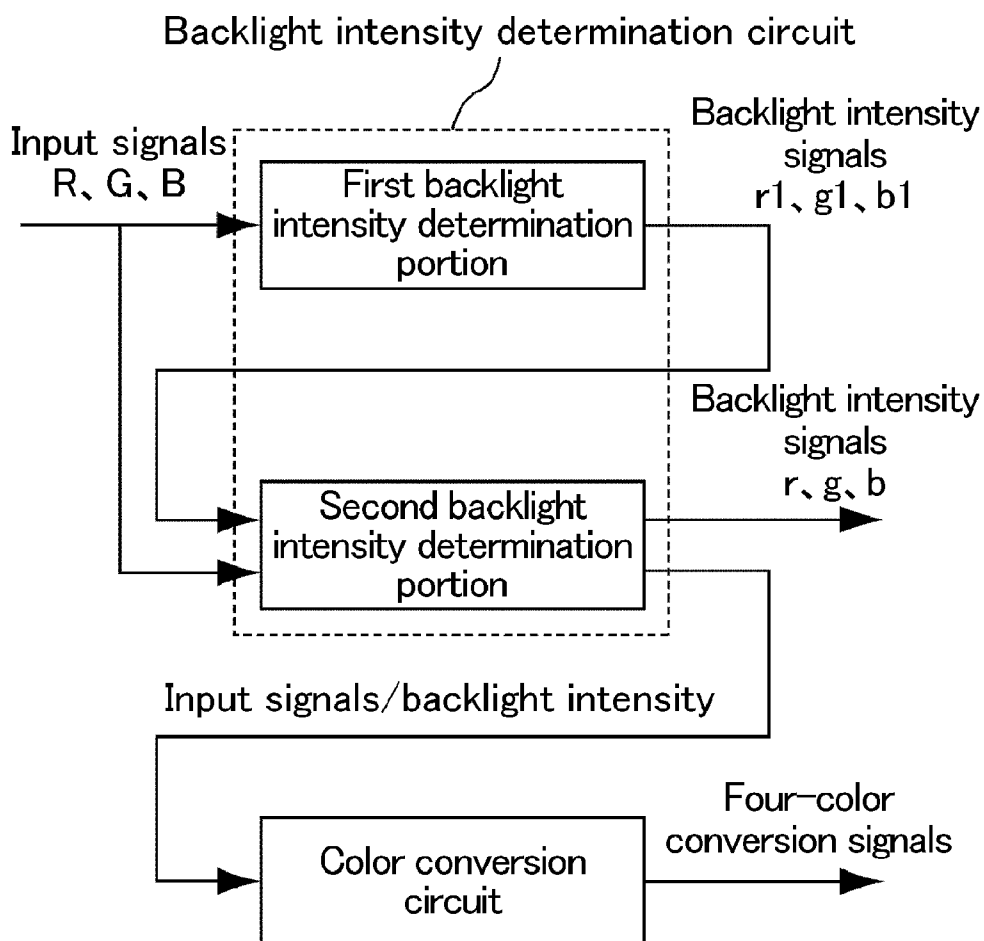 Backlight intensity determination circuit
Input signals
R、G、B
First backlight
intensity determination
portion
Backlight intensity
signals
r1、g1、b1
Second backlight
intensity determination
portion
Backlight intensity
signals
r、g、b
Input signals/backlight intensity
Color conversion
circuit
Four-color
conversion signals